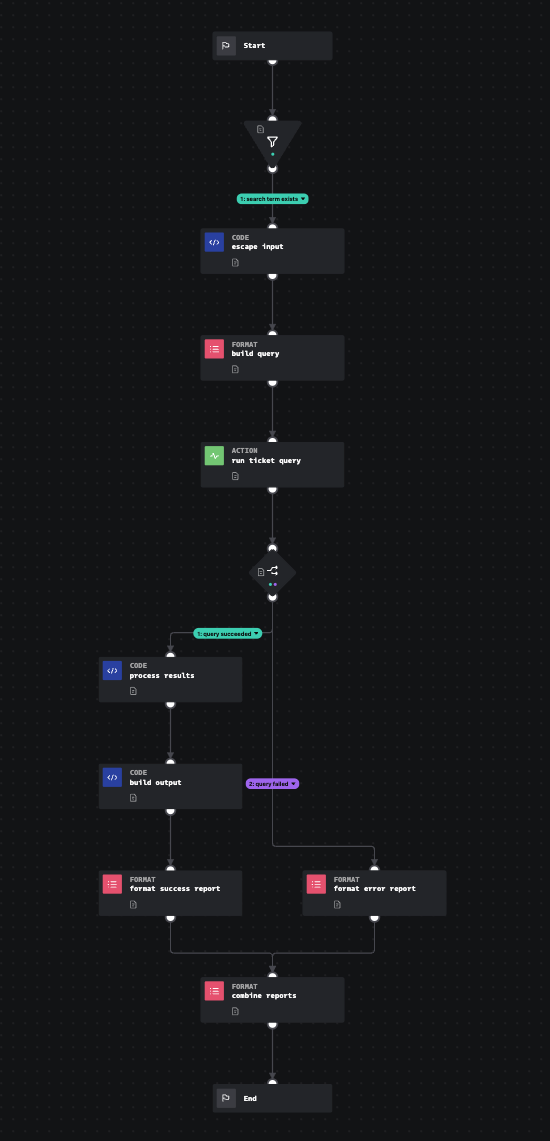 Start
1: search term exists
CODE
escape input
FORMAT
build query
ACTION
run ticket query
1: query succeeded
CODE
process results
CODE
build output
2: query failed
FORMAT
format success report
FORMAT
format error report
FORMAT
combine reports
End